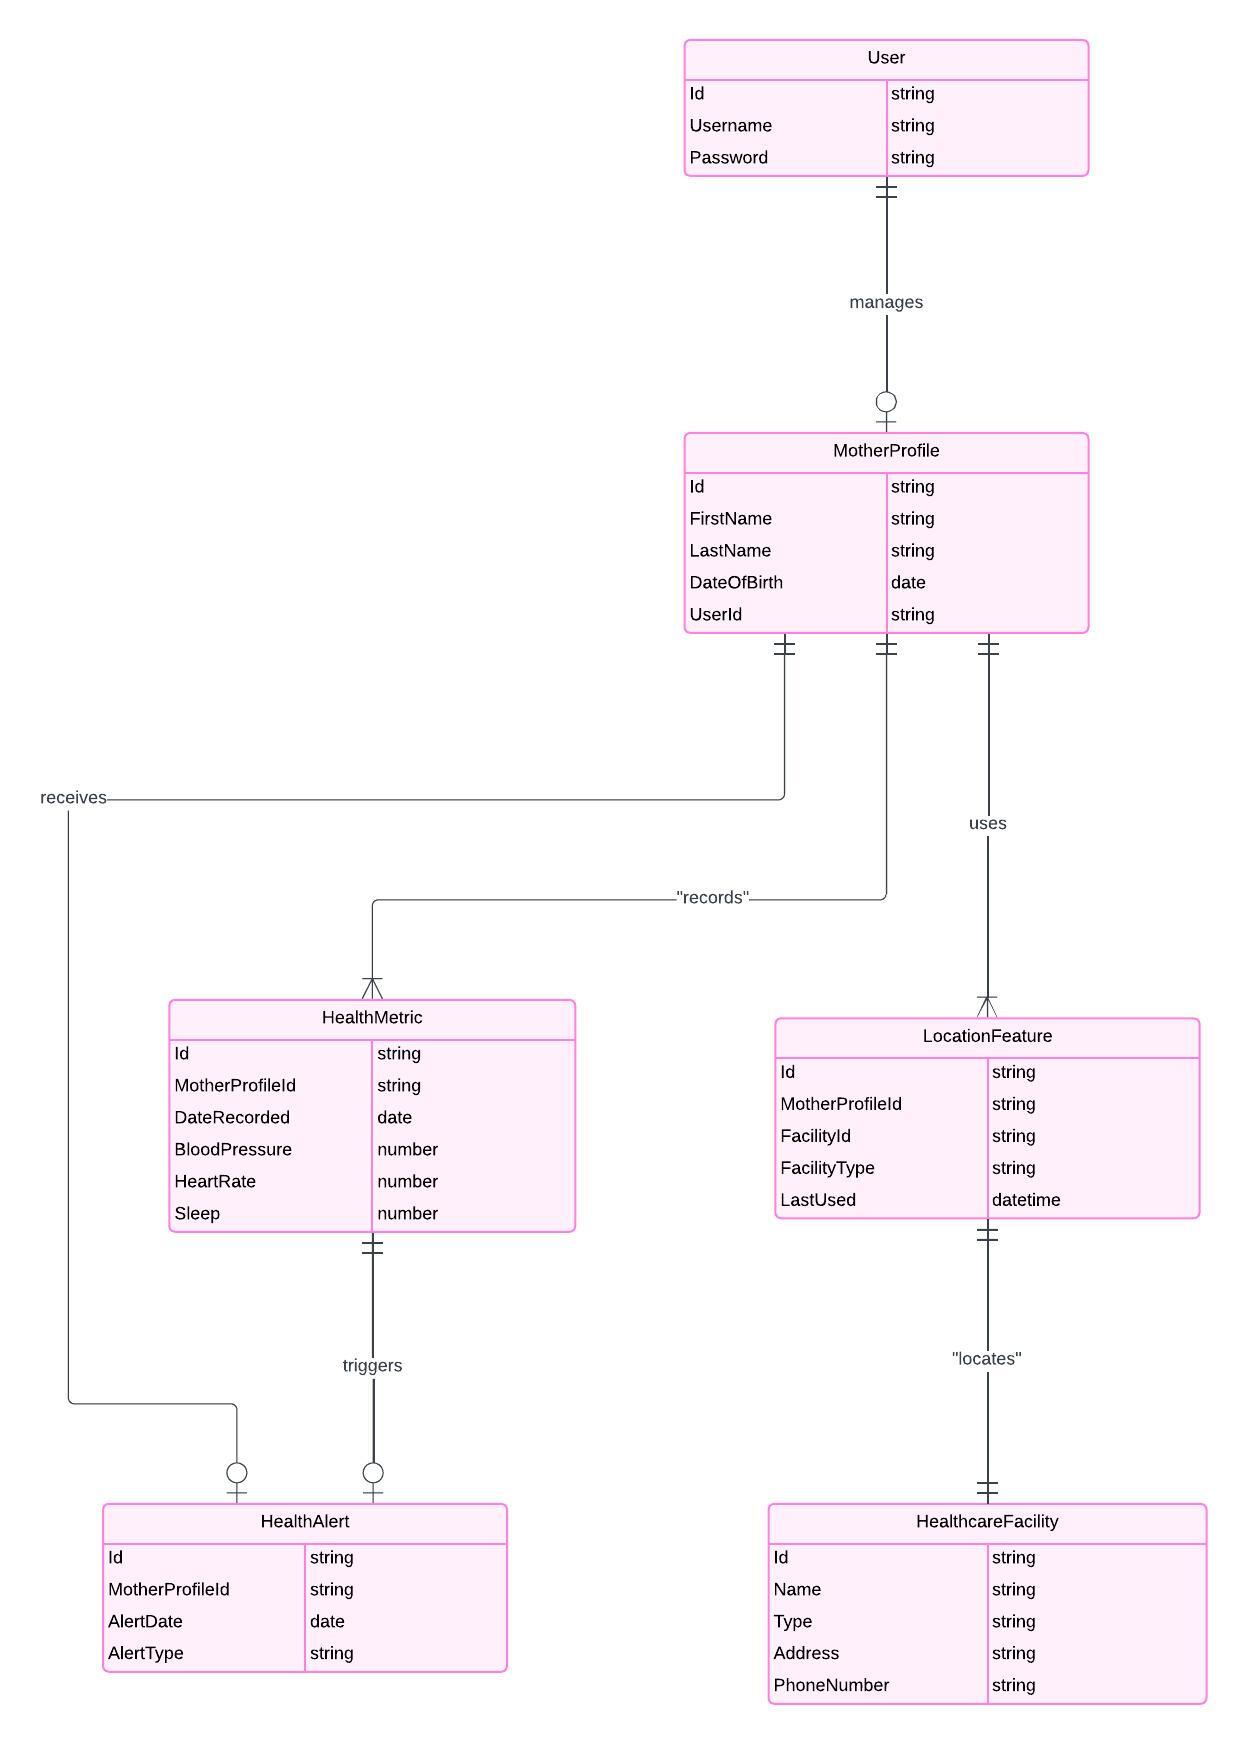 User
Id string
Username string
Password string
manages
MotherProfile
Id string
FirstName string
LastName string
DateOfBirth date
UserId string
receives
uses
"records"
HealthMetric
Id string
MotherProfileId string
DateRecorded date
BloodPressure number
HeartRate number
Sleep number
LocationFeature
Id string
MotherProfileId string
FacilityId string
FacilityType string
LastUsed datetime
triggers
"locates"
HealthAlert
Id string
MotherProfileId string
AlertDate date
AlertType string
HealthcareFacility
Id string
Name string
Type string
Address string
PhoneNumber string